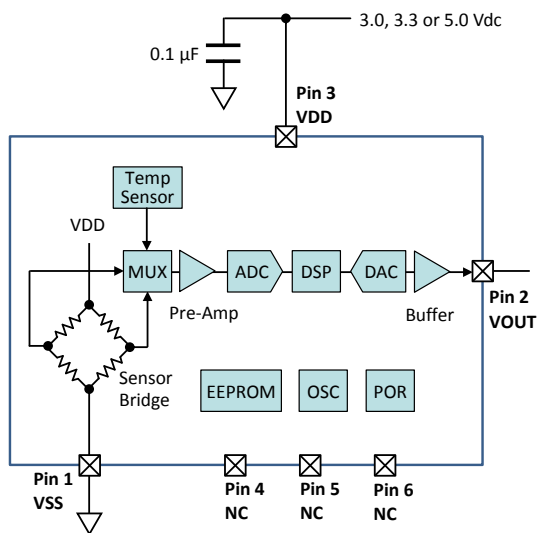 3.0, 3.3 or 5.0 Vdc
0.1 µF
Pin 3
VDD
Temp
Sensor
VDD
MUX
ADC
DSP
DAC
Pre-Amp
Buffer
Pin 2
VOUT
Sensor
Bridge
EEPROM
OSC
POR
Pin 1
VSS
Pin 4
NC
Pin 5
NC
Pin 6
NC